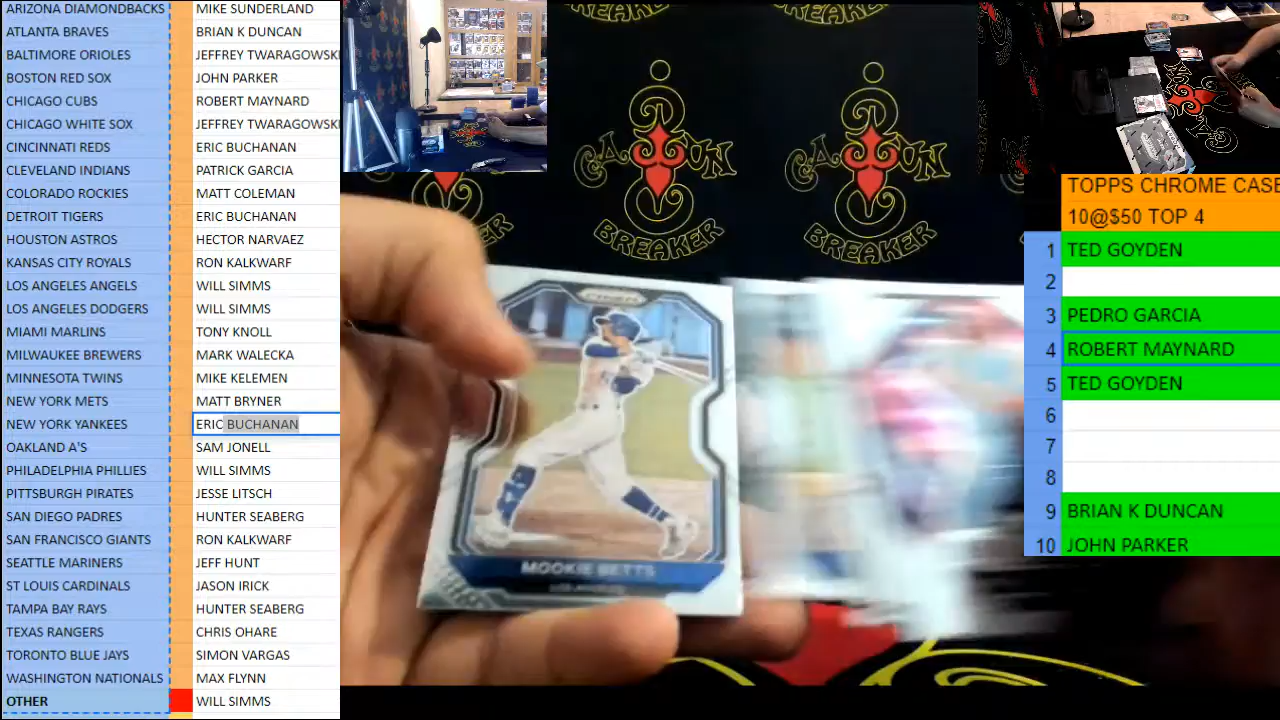 ARIZONA DIAMONDBACKS MIKE SUNDERLAND
ATLANTA BRAVES BRIAN K DUNCAN
BALTIMORE ORIOLES JEFFREY TWARAGOWSKI
BOSTON RED SOX JOHN PARKER
CHICAGO CUBS ROBERT MAYNARD
CHICAGO WHITE SOX JEFFREY TWARAGOWSKI
CINCINNATI REDS ERIC BUCHANAN
CLEVELAND INDIANS PATRICK GARCIA
COLORADO ROCKIES MATT COLEMAN
DETROIT TIGERS ERIC BUCHANAN
HOUSTON ASTROS HECTOR NARVAEZ
KANSAS CITY ROYALS RON KALKWARF
LOS ANGELES ANGELS WILL SIMMS
LOS ANGELES DODGERS WILL SIMMS
MIAMI MARLINS TONY KNOLL
MILWAUKEE BREWERS MARK WALECKA
MINNESOTA TWINS MIKE KELEMEN
NEW YORK METS MATT BRYNER
NEW YORK YANKEES ERIC BUCHANAN
OAKLAND A'S SAM JONELL
PHILADELPHIA PHILLIES WILL SIMMS
PITTSBURGH PIRATES JESSE LITSCH
SAN DIEGO PADRES HUNTER SEABERG
SAN FRANCISCO GIANTS RON KALKWARF
SEATTLE MARINERS JEFF HUNT
ST LOUIS CARDINALS JASON IRICK
TAMPA BAY RAYS HUNTER SEABERG
TEXAS RANGERS CHRIS OHARE
TORONTO BLUE JAYS SIMON VARGAS
WASHINGTON NATIONALS MAX FLYNN
OTHER WILL SIMMS
BREAKER
BREAKER
PRIZM
MOOKIE BETTS
TOPPS CHROME CASE
10@$50 TOP 4
1 TED GOYDEN
2
3 PEDRO GARCIA
4 ROBERT MAYNARD
5 TED GOYDEN
6
7
8
9 BRIAN K DUNCAN
10 JOHN PARKER